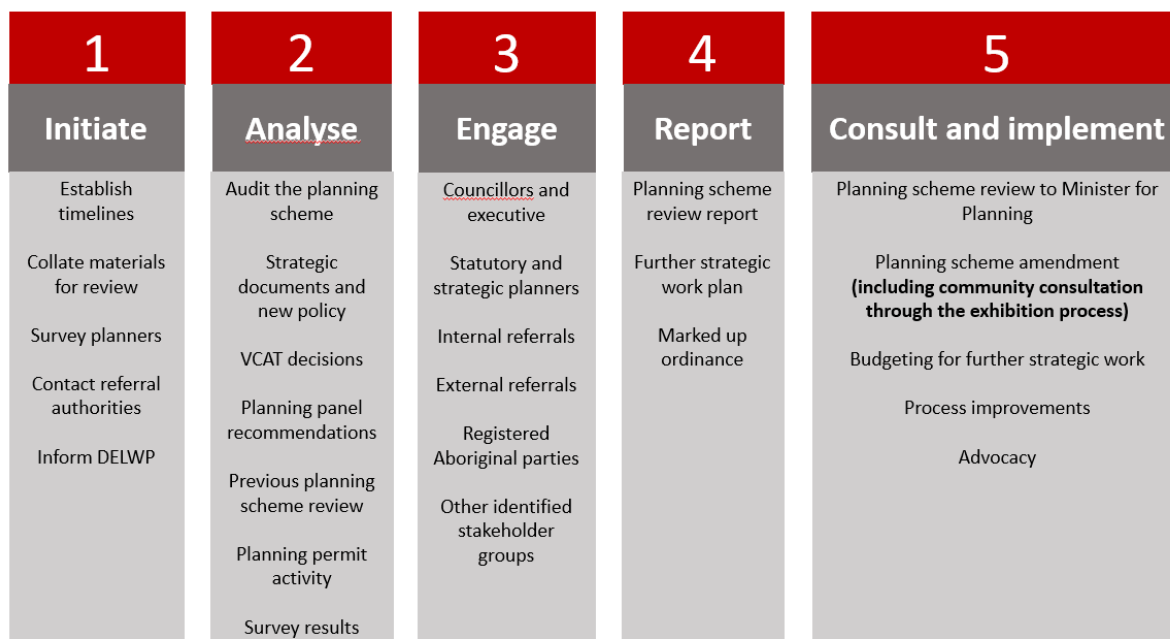 1
Initiate
Establish
timelines
Collate materials
for review
Survey planners
Contact referral
authorities
Inform DELWP
2
Analyse
Audit the planning
scheme
Strategic
documents and
new policy
VCAT decisions
Planning panel
recommendations
Previous planning
scheme review
Planning permit
activity
Survey results
3
Engage
Councillors and
executive
Statutory and
strategic planners
Internal referrals
External referrals
Registered
Aboriginal parties
Other identified
stakeholder
groups
4
Report
Planning scheme
review report
Further strategic
work plan
Marked up
ordinance
5
Consult and implement
Planning scheme review to Minister for
Planning
Planning scheme amendment
(including community consultation
through the exhibition process)
Budgeting for further strategic work
Process improvements
Advocacy